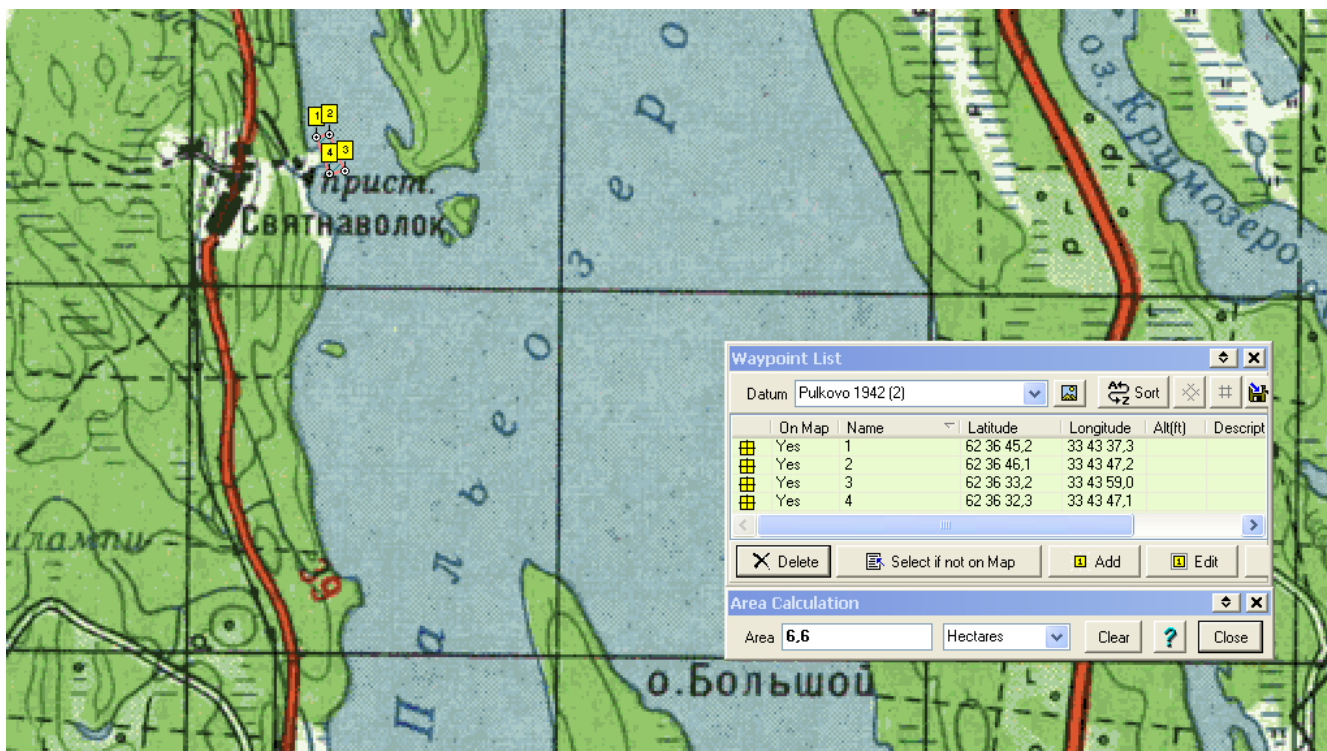 1 2
4 3
прист.
Святнаволок
оз. Кримозеро
Пальеозеро
39
о.Большой
Waypoint List
Datum Pulkovo 1942 (2) Sort
On Map Name Latitude Longitude Alt(ft) Descript
Yes 1 62 36 45,2 33 43 37,3
Yes 2 62 36 46,1 33 43 47,2
Yes 3 62 36 33,2 33 43 59,0
Yes 4 62 36 32,3 33 43 47,1
Delete Select if not on Map Add Edit
Area Calculation
Area 6,6 Hectares Clear ? Close